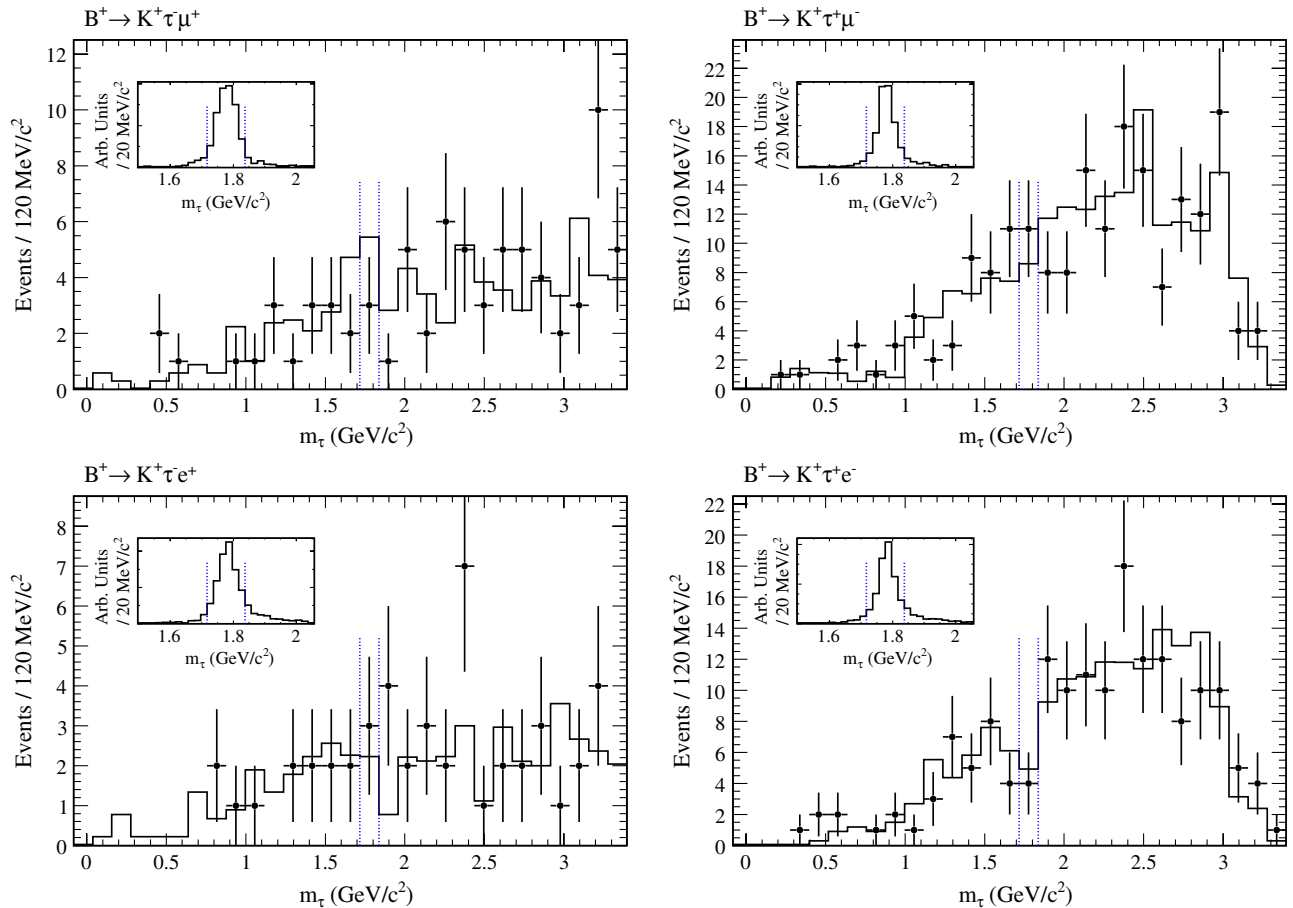 B⁺→ K⁺τ⁻μ⁺
12
10
8
6
4
2
0
Events / 120 MeV/c²
Arb. Units
/ 20 MeV/c²
1.6 1.8 2
m_τ (GeV/c²)
0 0.5 1 1.5 2 2.5 3
m_τ (GeV/c²)
B⁺→ K⁺τ⁺μ⁻
22
20
18
16
14
12
10
8
6
4
2
0
Events / 120 MeV/c²
Arb. Units
/ 20 MeV/c²
1.6 1.8 2
m_τ (GeV/c²)
0 0.5 1 1.5 2 2.5 3
m_τ (GeV/c²)
B⁺→ K⁺τ⁻e⁺
8
7
6
5
4
3
2
1
0
Events / 120 MeV/c²
Arb. Units
/ 20 MeV/c²
1.6 1.8 2
m_τ (GeV/c²)
0 0.5 1 1.5 2 2.5 3
m_τ (GeV/c²)
B⁺→ K⁺τ⁺e⁻
22
20
18
16
14
12
10
8
6
4
2
0
Events / 120 MeV/c²
Arb. Units
/ 20 MeV/c²
1.6 1.8 2
m_τ (GeV/c²)
0 0.5 1 1.5 2 2.5 3
m_τ (GeV/c²)